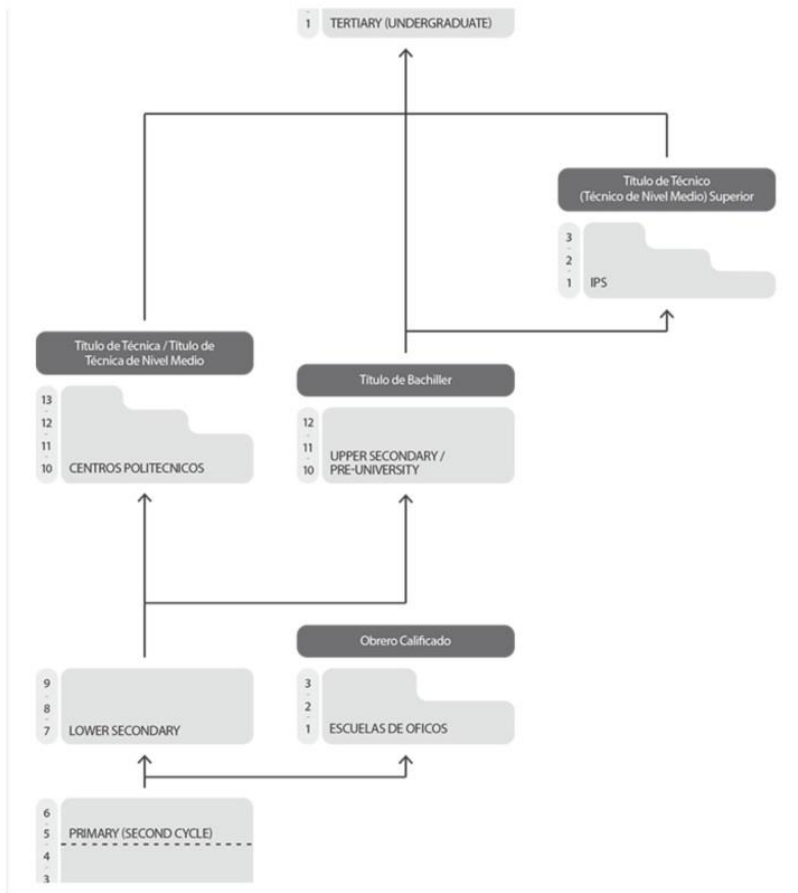 1 TERTIARY (UNDERGRADUATE)
Título de Técnico
(Técnico de Nivel Medio) Superior
3
2
1 IPS
Título de Técnica / Título de
Técnica de Nivel Medio
13
12
11
10 CENTROS POLITECNICOS
Título de Bachiller
12
11 UPPER SECONDARY /
10 PRE-UNIVERSITY
Obrero Calificado
9
8
7 LOWER SECONDARY
3
2
1 ESCUELAS DE OFICOS
6
5 PRIMARY (SECOND CYCLE)
4
3